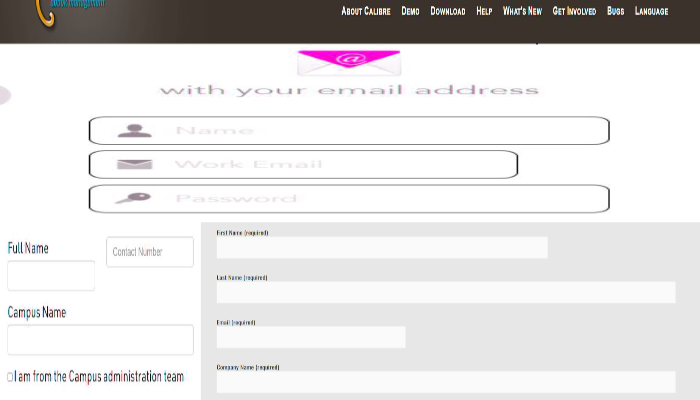 ebook management
About Calibre Demo Download Help What's New Get Involved Bugs Language
with your email address
Name
Work Email
Password
Full Name
Contact Number
Campus Name
I am from the Campus administration team
First Name (required)
Last Name (required)
Email (required)
Company Name (required)